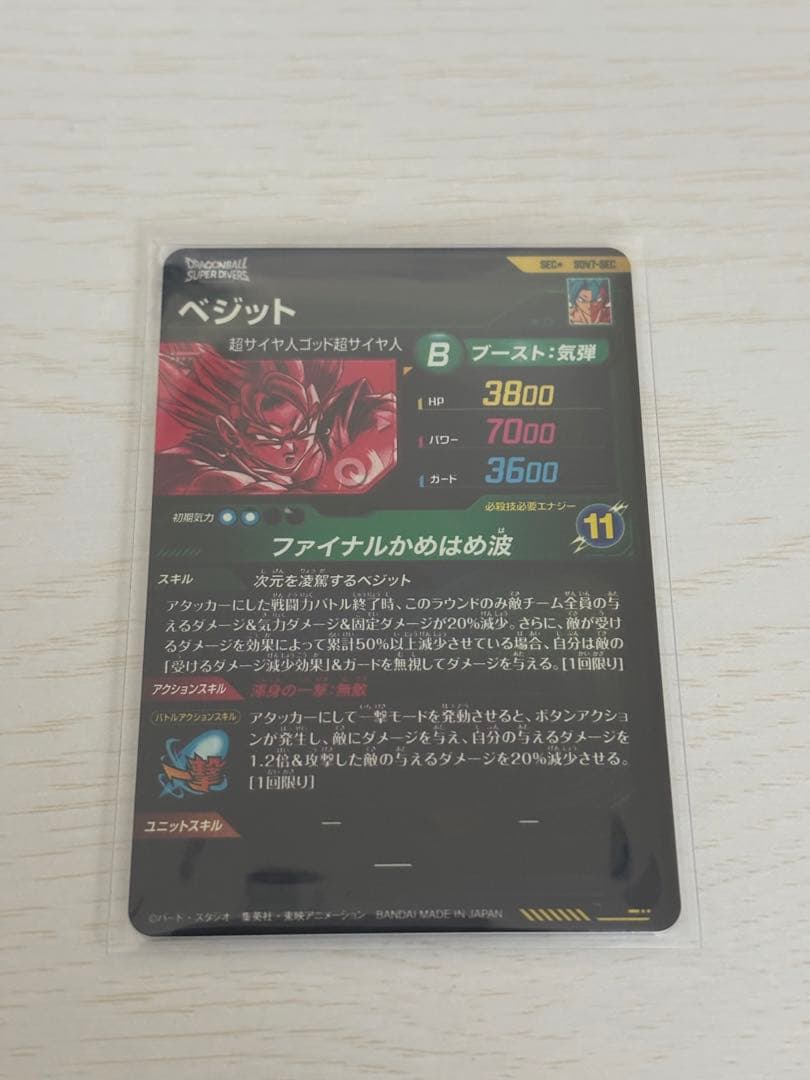 DRAGONBALL
SUPER DIVERS
SEC★ SDV7-SEC
ベジット
超サイヤ人ゴッド超サイヤ人
B ブースト:気弾
HP 3800
パワー 7000
ガード 3600
初期気力
必殺技必要エナジー
11
ファイナルかめはめ波
スキル 次元を凌駕するベジット
アタッカーにした戦闘力バトル終了時、このラウンドのみ敵チーム全員の与
えるダメージ&気力ダメージ&固定ダメージが20%減少。さらに、敵が受け
るダメージを効果によって累計50%以上減少させている場合、自分は敵の
「受けるダメージ減少効果」&ガードを無視してダメージを与える。[1回限り]
アクションスキル 渾身の一撃:無敵
バトルアクションスキル
一撃
アタッカーにして一撃モードを発動させると、ボタンアクショ
ンが発生し、敵にダメージを与え、自分の与えるダメージを
1.2倍&攻撃した敵の与えるダメージを20%減少させる。
[1回限り]
ユニットスキル ― ―
―
©バード・スタジオ/集英社・東映アニメーション BANDAI MADE IN JAPAN